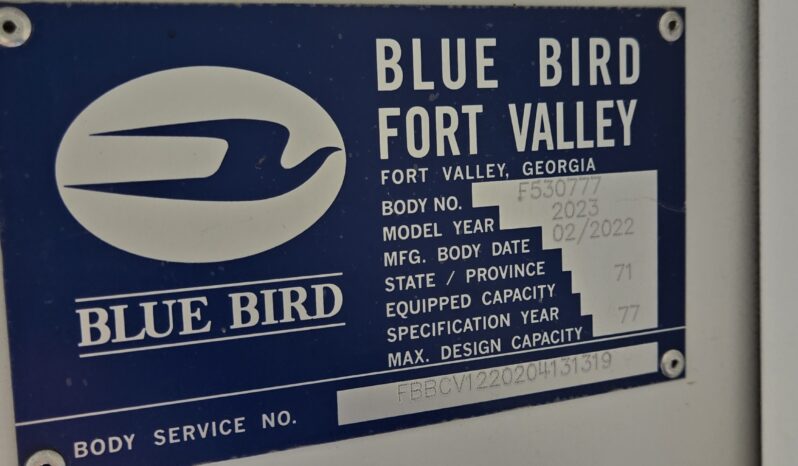 BLUE BIRD
FORT VALLEY
FORT VALLEY, GEORGIA
BODY NO. F530777
MODEL YEAR 2023
MFG. BODY DATE 02/2022
STATE / PROVINCE
EQUIPPED CAPACITY 71
SPECIFICATION YEAR
MAX. DESIGN CAPACITY 77
BLUE BIRD
BODY SERVICE NO. FBBCV1220204131319